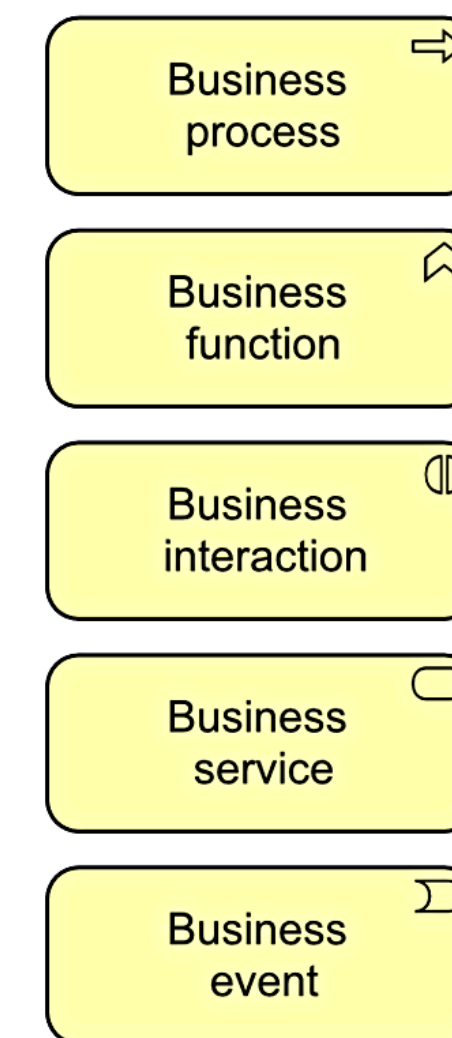 Business
process
Business
function
Business
interaction
Business
service
Business
event